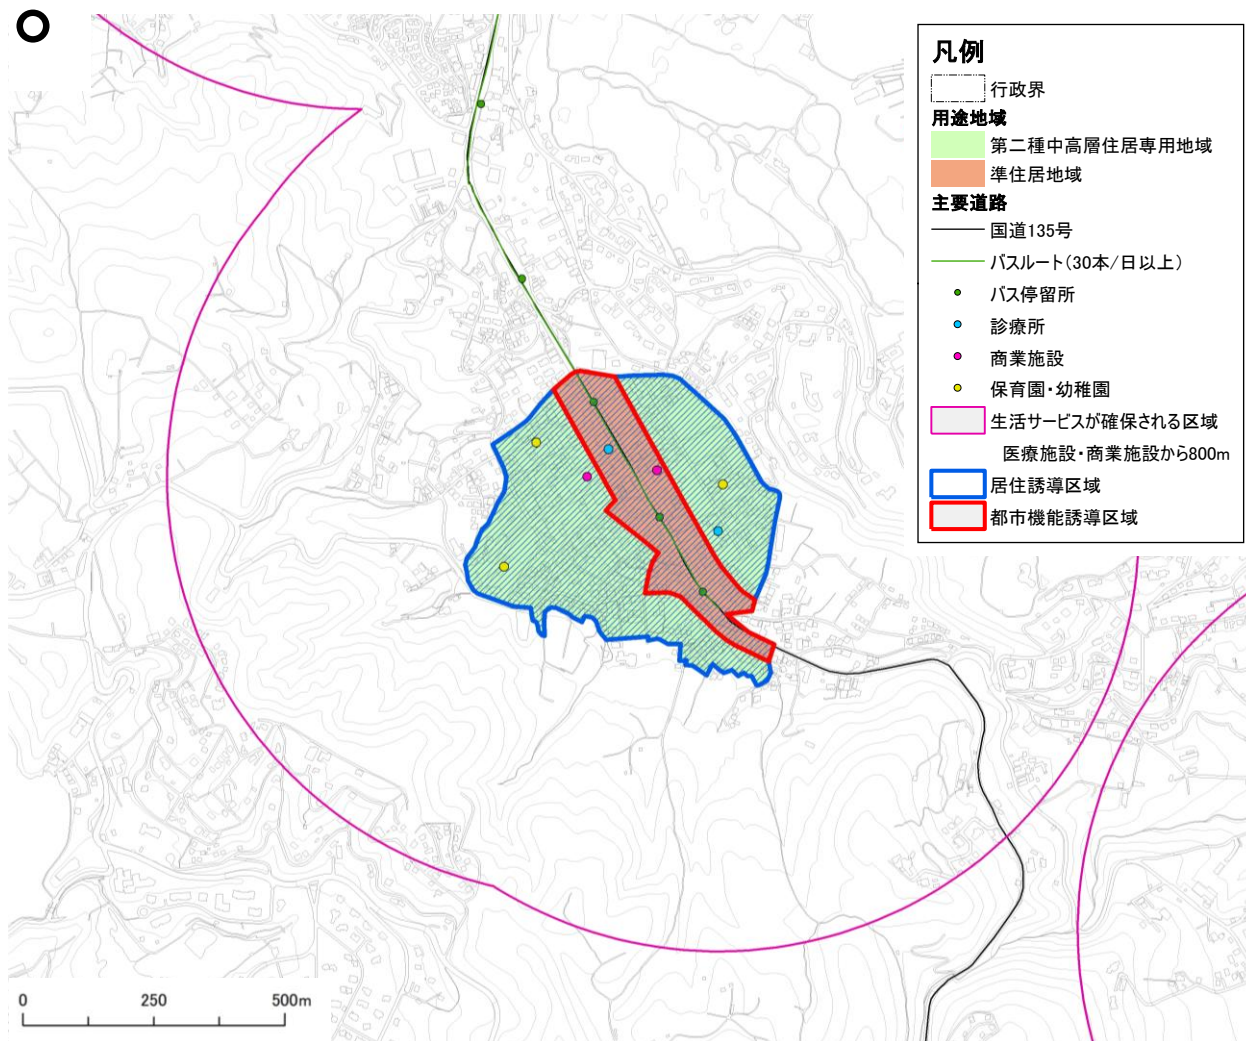 凡例
行政界
用途地域
第二種中高層住居専用地域
準住居地域
主要道路
国道135号
バスルート(30本/日以上)
バス停留所
診療所
商業施設
保育園・幼稚園
生活サービスが確保される区域
医療施設・商業施設から800m
居住誘導区域
都市機能誘導区域
0 250 500m